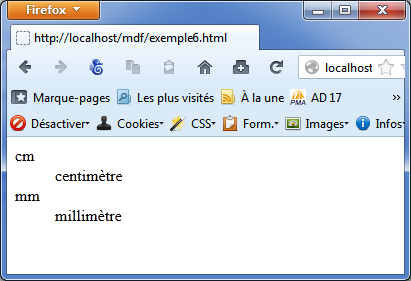 Firefox
http://localhost/mdf/exemple6.html
localhost
Marque-pages Les plus visités À la une PMA AD 17 »
Désactiver Cookies CSS Form. Images Infos
cm
centimètre
mm
millimètre